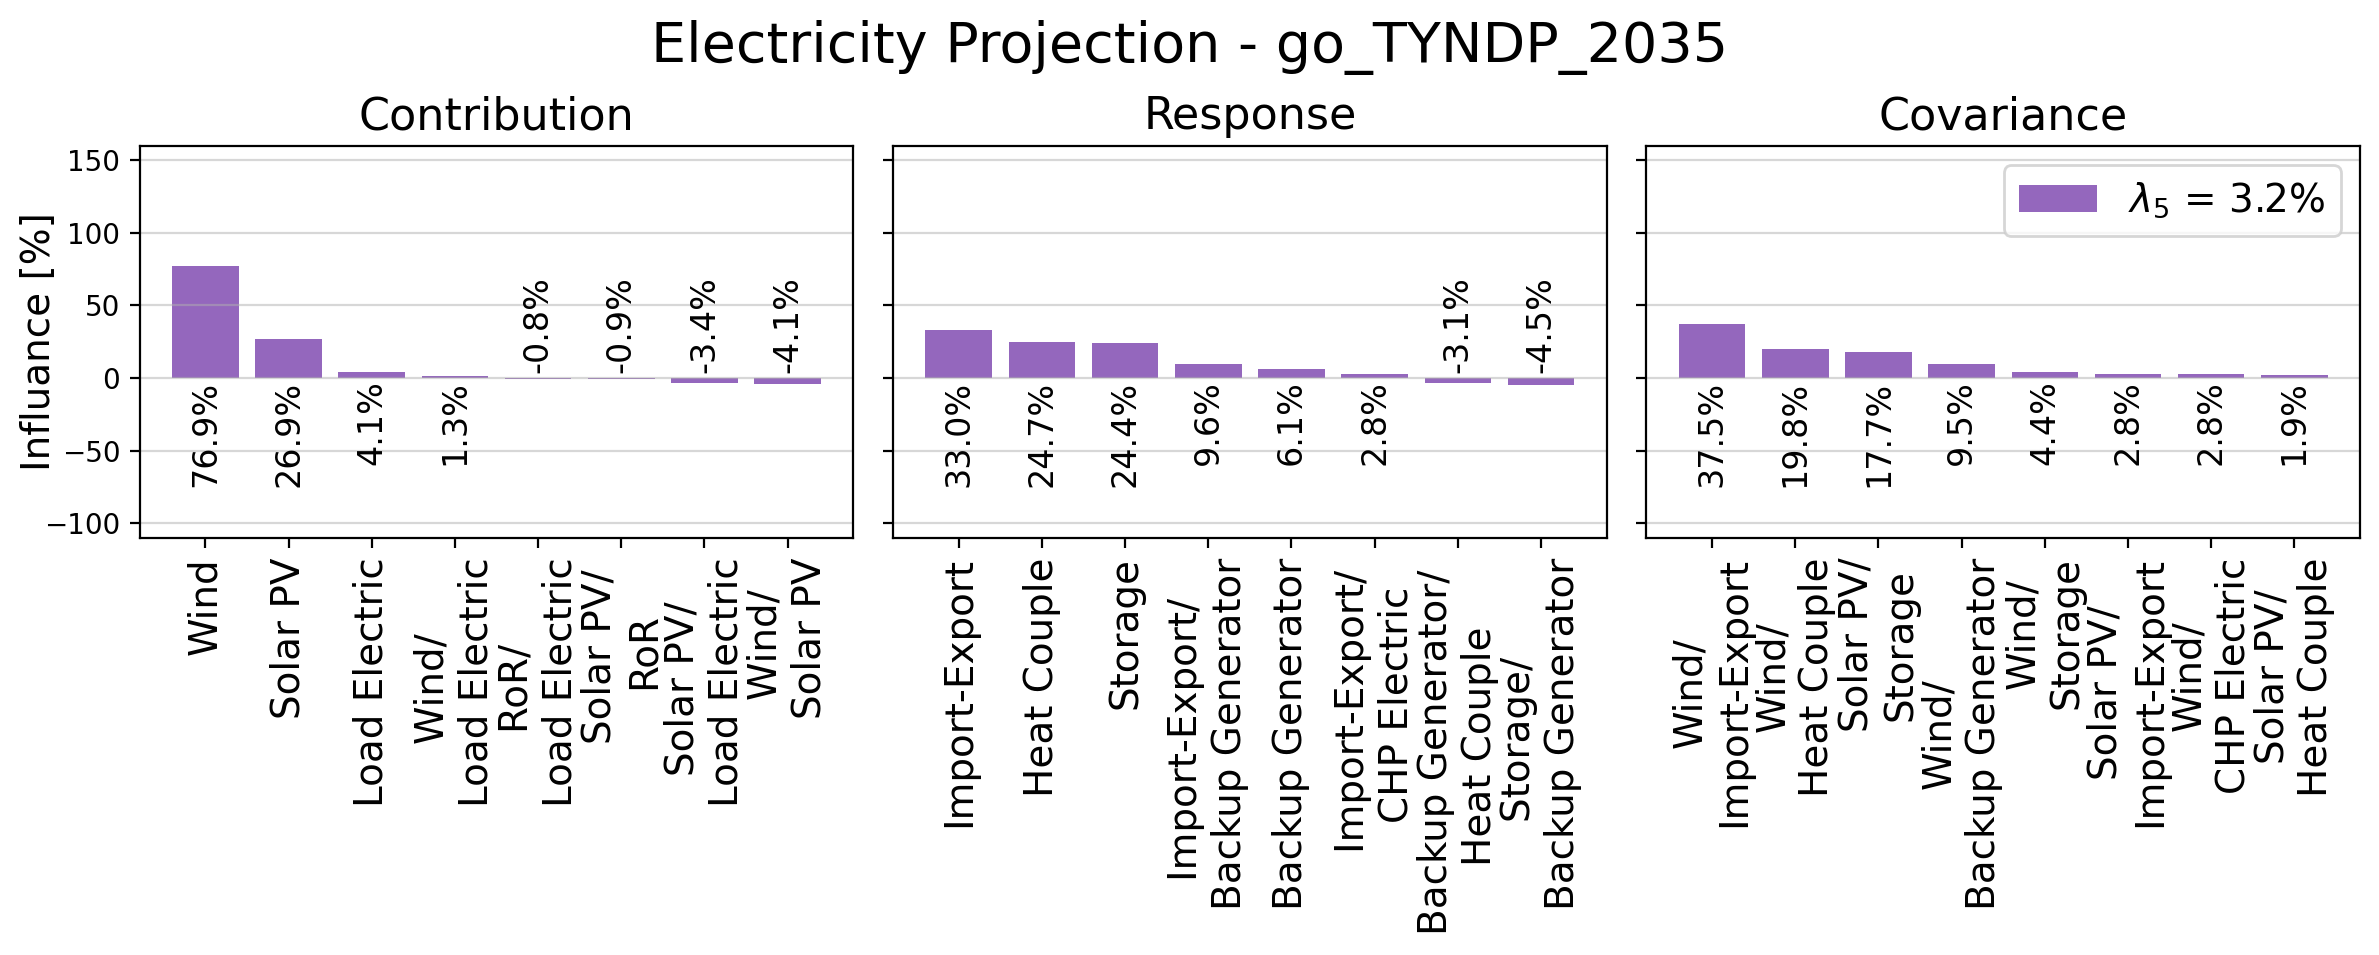 Electricity Projection - go_TYNDP_2035
Contribution
Response
Covariance
Influance [%]
150
100
50
0
−50
−100
76.9%
26.9%
4.1%
1.3%
-0.8%
-0.9%
-3.4%
-4.1%
Wind
Solar PV
Load Electric
Wind/
Load Electric
RoR/
Load Electric
Solar PV/
RoR
Solar PV/
Load Electric
Wind/
Solar PV
33.0%
24.7%
24.4%
9.6%
6.1%
2.8%
-3.1%
-4.5%
Import-Export
Heat Couple
Storage
Import-Export/
Backup Generator
Backup Generator
Import-Export/
CHP Electric
Backup Generator/
Heat Couple
Storage/
Backup Generator
λ5 = 3.2%
37.5%
19.8%
17.7%
9.5%
4.4%
2.8%
2.8%
1.9%
Wind/
Import-Export
Wind/
Heat Couple
Solar PV/
Storage
Wind/
Backup Generator
Wind/
Storage
Solar PV/
Import-Export
Wind/
CHP Electric
Solar PV/
Heat Couple